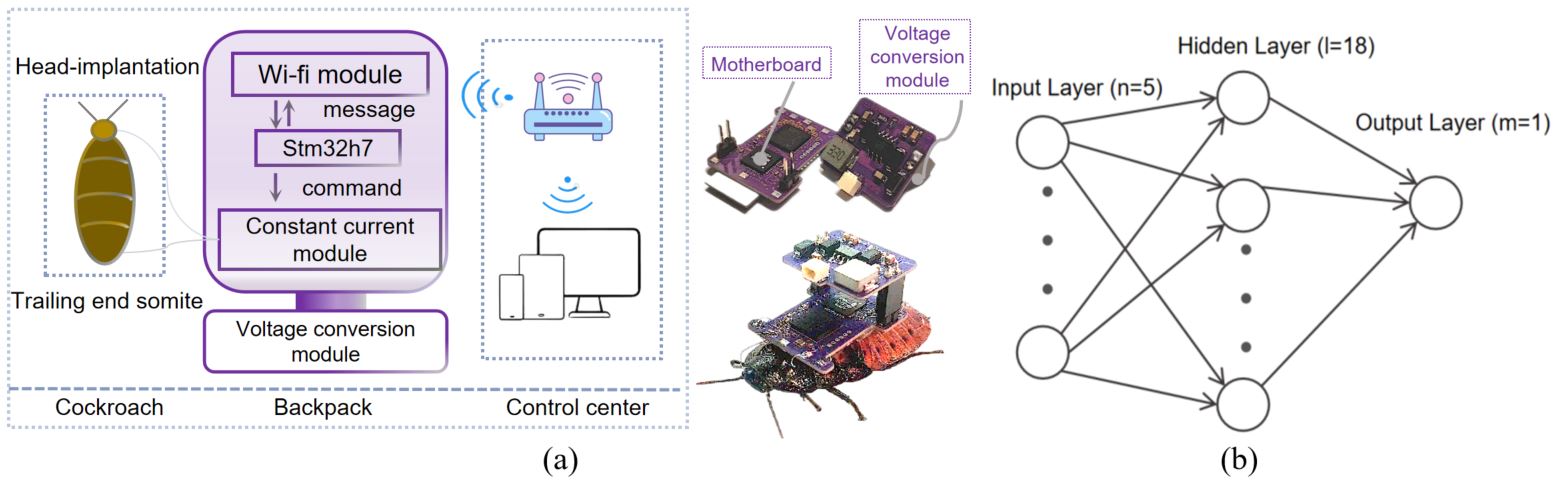 Head-implantation
Trailing end somite
Wi-fi module
message
Stm32h7
command
Constant current
module
Voltage conversion
module
Cockroach
Backpack
Control center
Motherboard
Voltage
conversion
module
330
(a)
Input Layer (n=5)
Hidden Layer (l=18)
Output Layer (m=1)
(b)